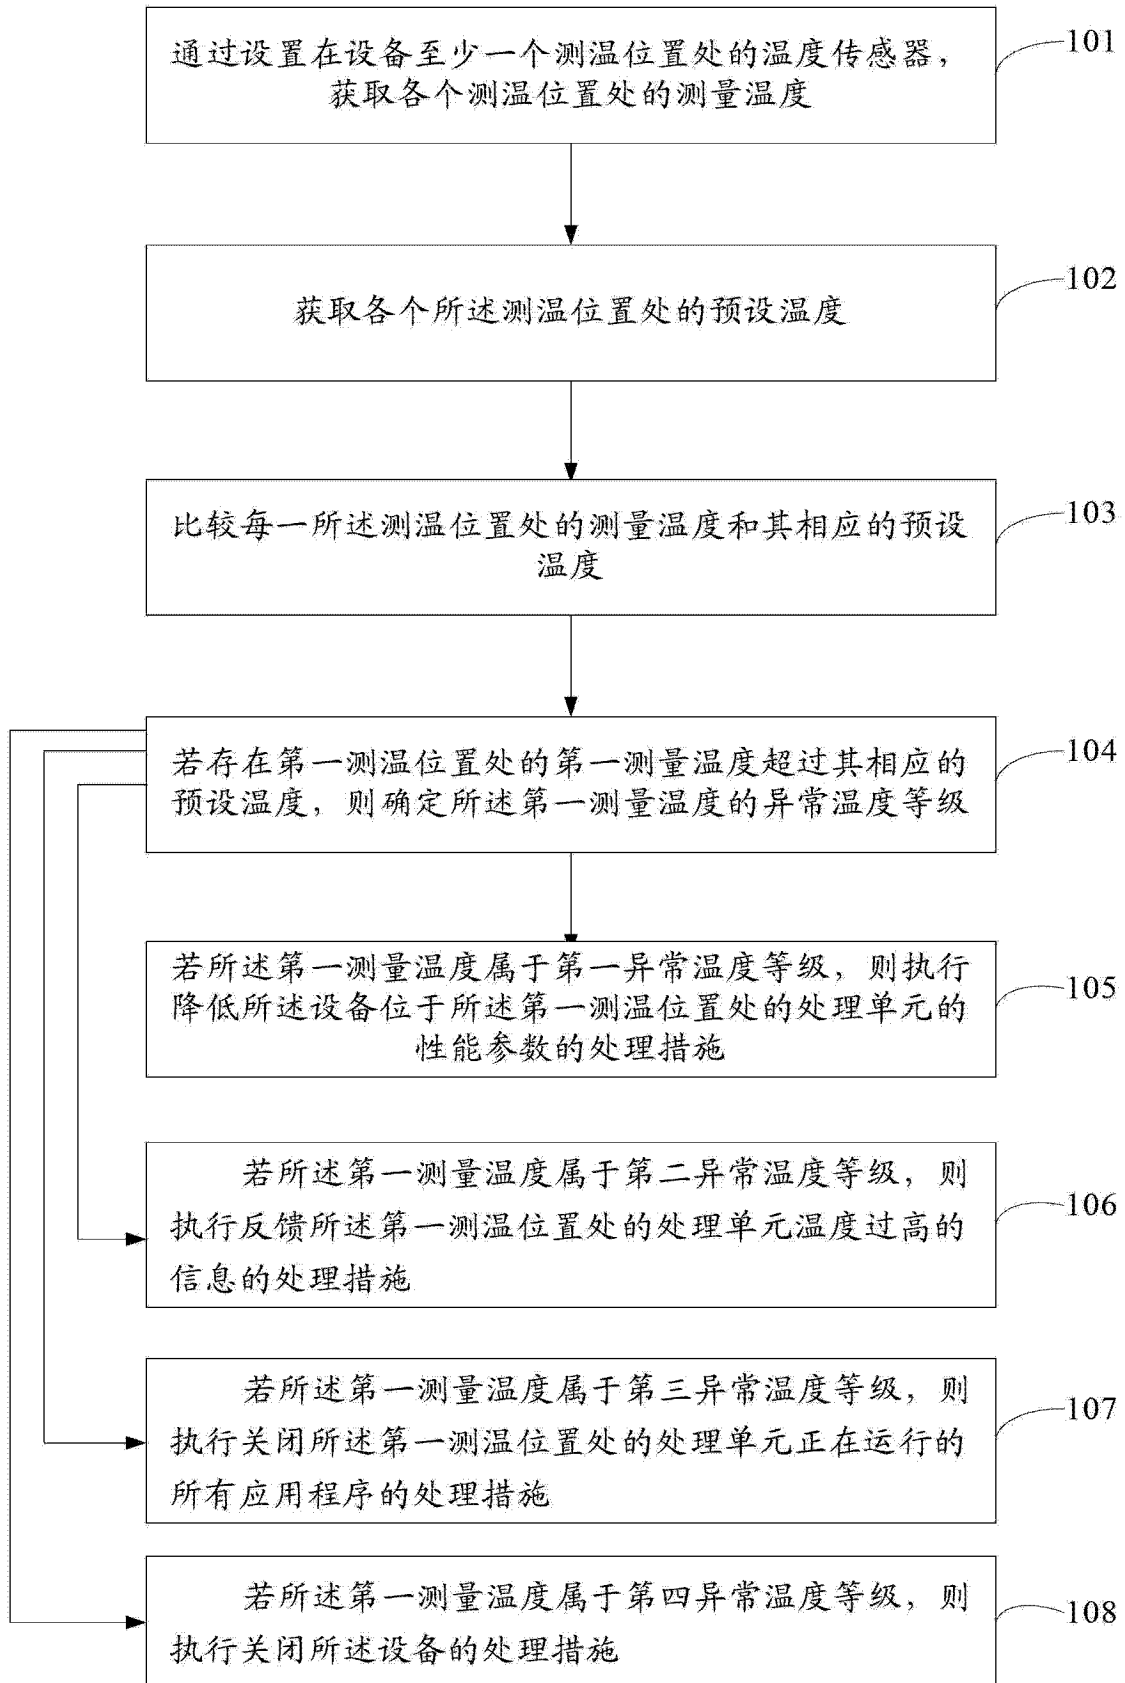 通过设置在设备至少一个测温位置处的温度传感器，
获取各个测温位置处的测量温度
101
获取各个所述测温位置处的预设温度
102
比较每一所述测温位置处的测量温度和其相应的预设
温度
103
若存在第一测温位置处的第一测量温度超过其相应的
预设温度，则确定所述第一测量温度的异常温度等级
104
若所述第一测量温度属于第一异常温度等级，则执行
降低所述设备位于所述第一测温位置处的处理单元的
性能参数的处理措施
105
若所述第一测量温度属于第二异常温度等级，则
执行反馈所述第一测温位置处的处理单元温度过高的
信息的处理措施
106
若所述第一测量温度属于第三异常温度等级，则
执行关闭所述第一测温位置处的处理单元正在运行的
所有应用程序的处理措施
107
若所述第一测量温度属于第四异常温度等级，则
执行关闭所述设备的处理措施
108